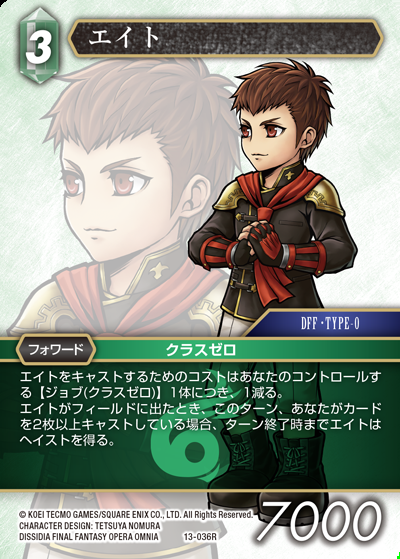 3
エイト
DFF・TYPE-0
フォワード
クラスゼロ
エイトをキャストするためのコストはあなたのコントロールす
る【ジョブ(クラスゼロ)】1体につき、1減る。
エイトがフィールドに出たとき、このターン、あなたがカード
を2枚以上キャストしている場合、ターン終了時までエイトは
ヘイストを得る。
© KOEI TECMO GAMES/SQUARE ENIX CO., LTD. All Rights Reserved.
CHARACTER DESIGN: TETSUYA NOMURA
DISSIDIA FINAL FANTASY OPERA OMNIA
13-036R
7000